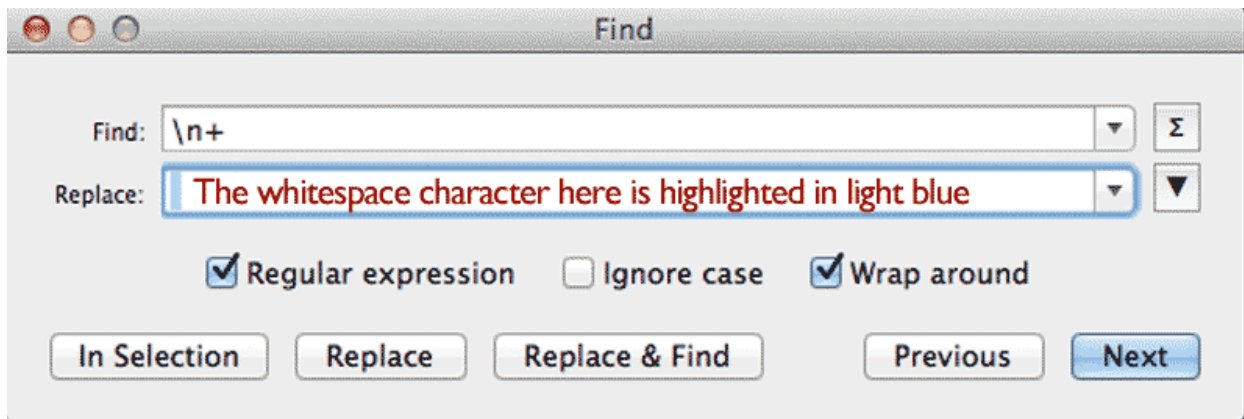 Find
Find: \n+ Σ
Replace: The whitespace character here is highlighted in light blue
Regular expression Ignore case Wrap around
In Selection Replace Replace & Find Previous Next